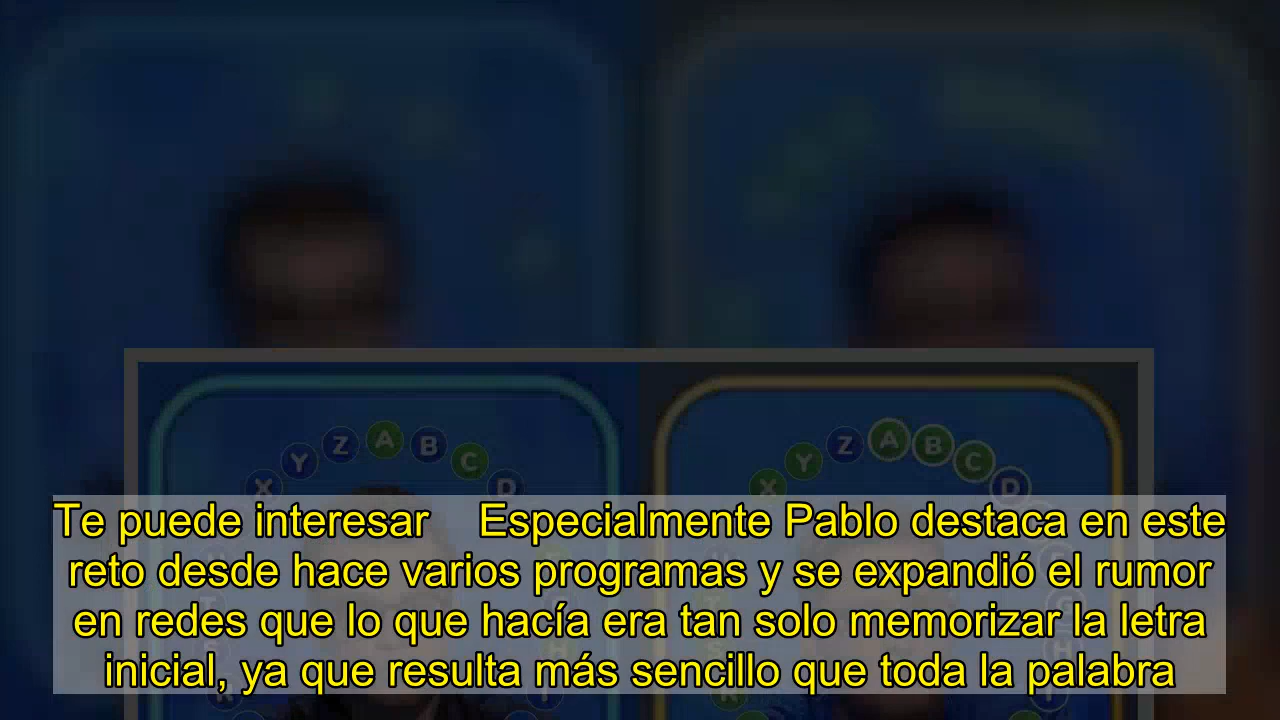 X Y Z A B C D
X Y Z A B C D
Te puede interesar    Especialmente Pablo destaca en este
reto desde hace varios programas y se expandió el rumor
en redes que lo que hacía era tan solo memorizar la letra
inicial, ya que resulta más sencillo que toda la palabra